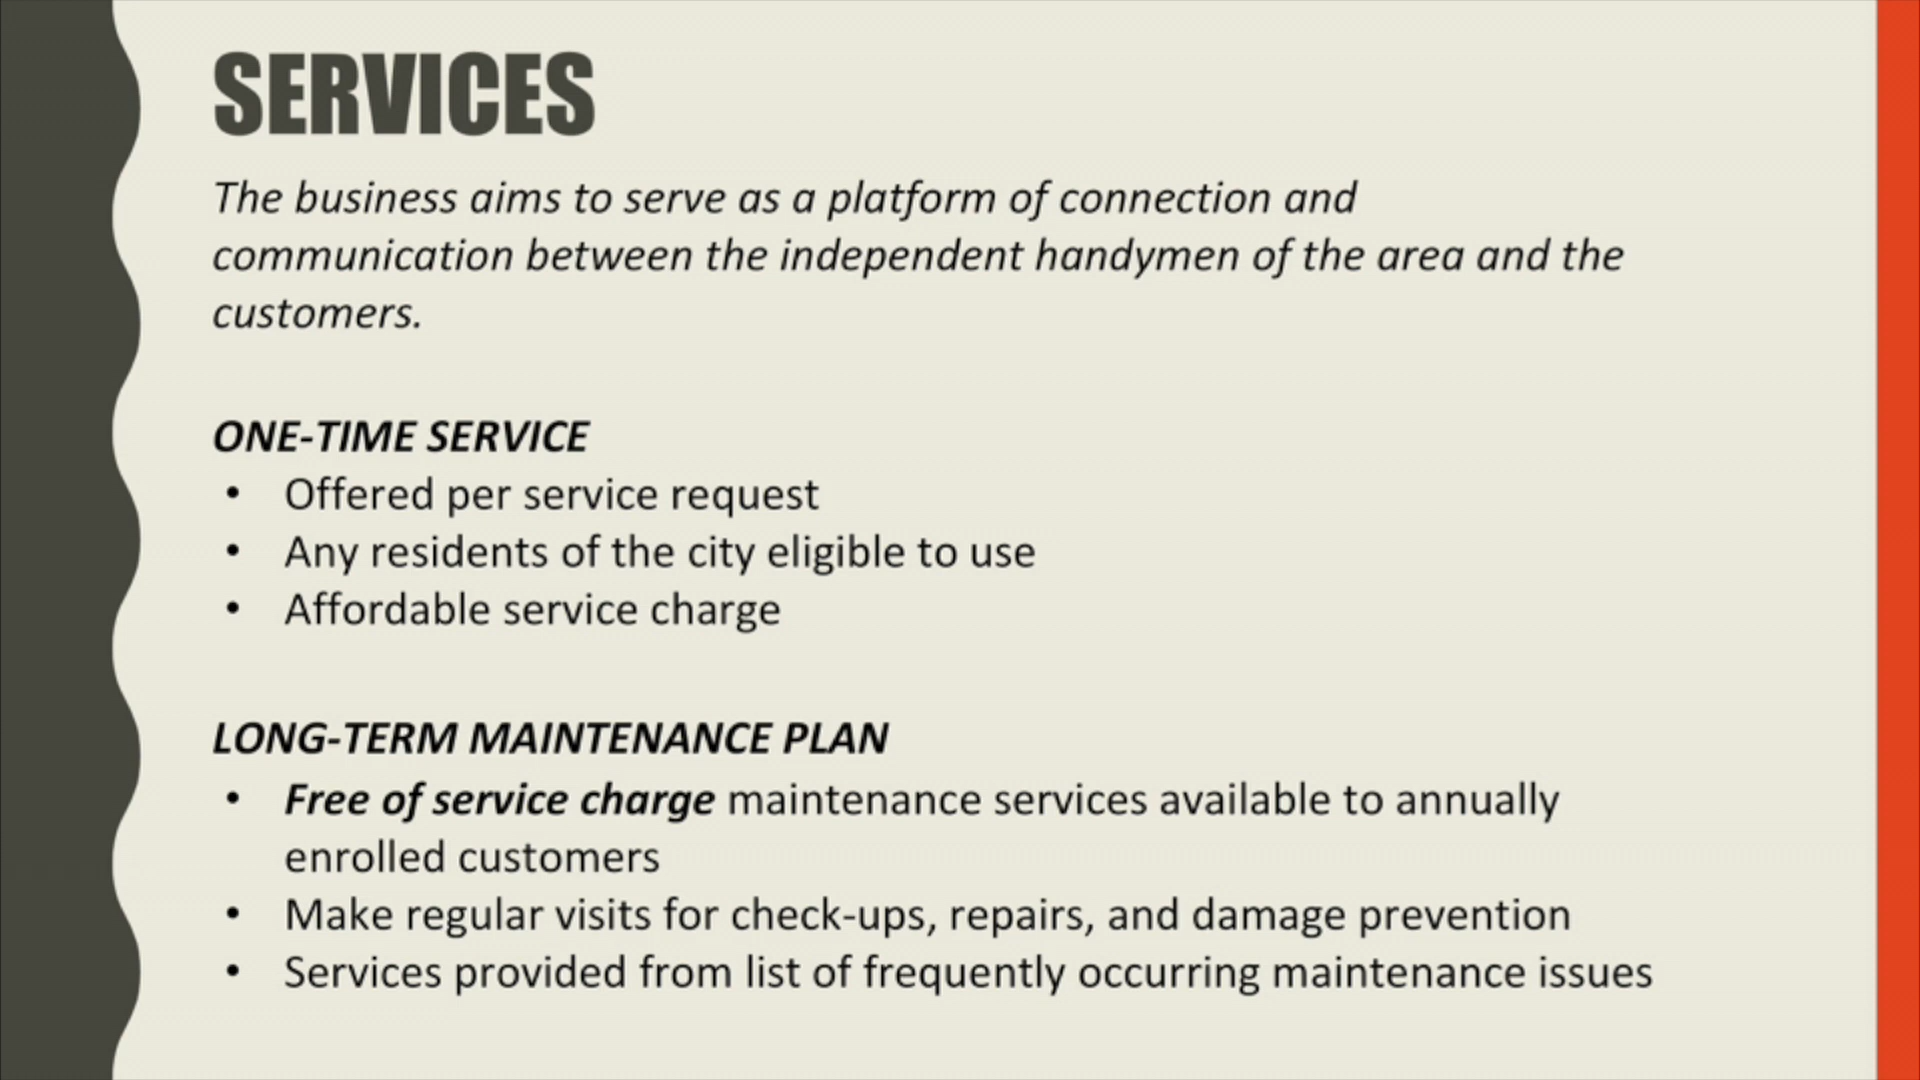 SERVICES
The business aims to serve as a platform of connection and
communication between the independent handymen of the area and the
customers.
ONE-TIME SERVICE
• Offered per service request
• Any residents of the city eligible to use
• Affordable service charge
LONG-TERM MAINTENANCE PLAN
• Free of service charge maintenance services available to annually
enrolled customers
• Make regular visits for check-ups, repairs, and damage prevention
• Services provided from list of frequently occurring maintenance issues